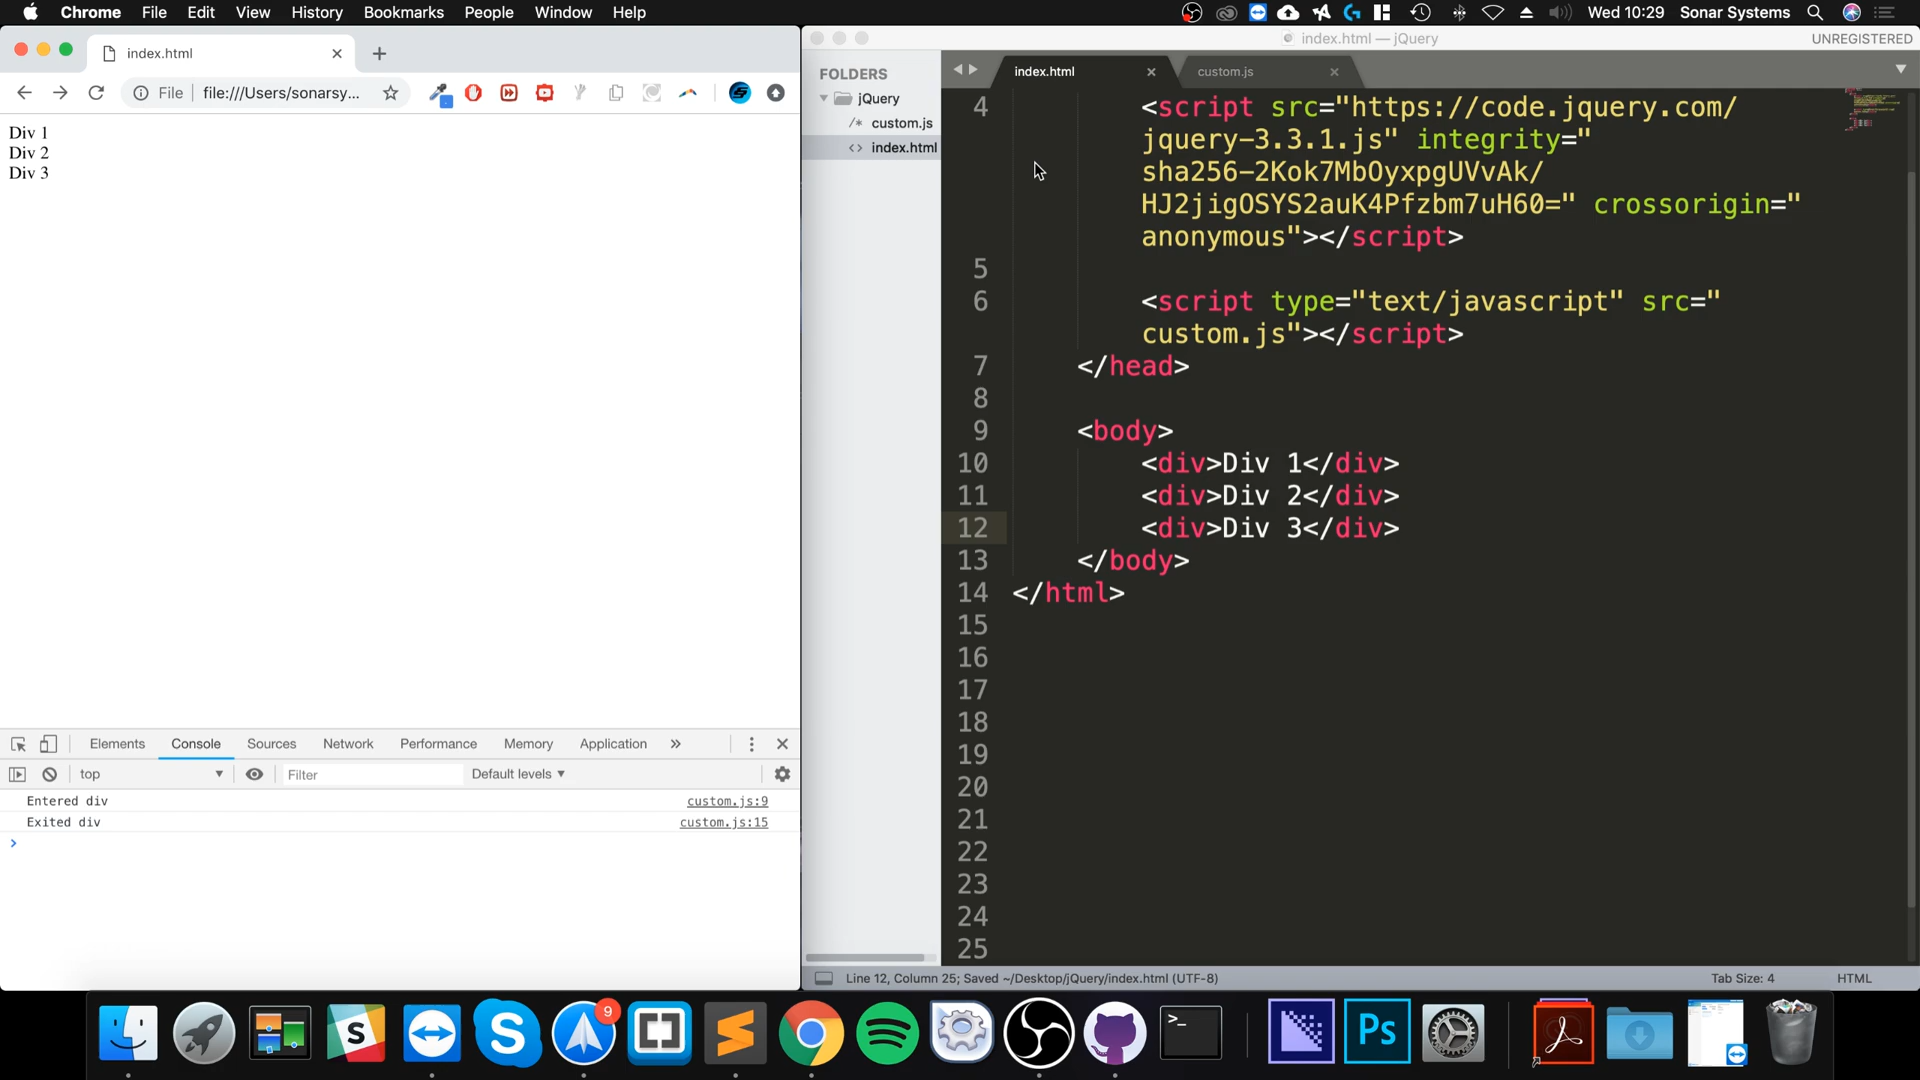 Chrome File Edit View History Bookmarks People Window Help
Wed 10:29 Sonar Systems
index.html
File file:///Users/sonarsy...
Div 1
Div 2
Div 3
Elements Console Sources Network Performance Memory Application »
top Filter Default levels ▼
Entered div custom.js:9
Exited div custom.js:15
>
index.html — jQuery UNREGISTERED
FOLDERS
jQuery
/* custom.js
<> index.html
index.html custom.js
4 <script src="https://code.jquery.com/
jquery-3.3.1.js" integrity="
sha256-2Kok7MbOyxpgUVvAk/
HJ2jigOSYS2auK4Pfzbm7uH60=" crossorigin="
anonymous"></script>
5
6 <script type="text/javascript" src="
custom.js"></script>
7 </head>
8
9 <body>
10 <div>Div 1</div>
11 <div>Div 2</div>
12 <div>Div 3</div>
13 </body>
14 </html>
15
16
17
18
19
20
21
22
23
24
25
Line 12, Column 25; Saved ~/Desktop/jQuery/index.html (UTF-8) Tab Size: 4 HTML
9
S
S
>_
Ps